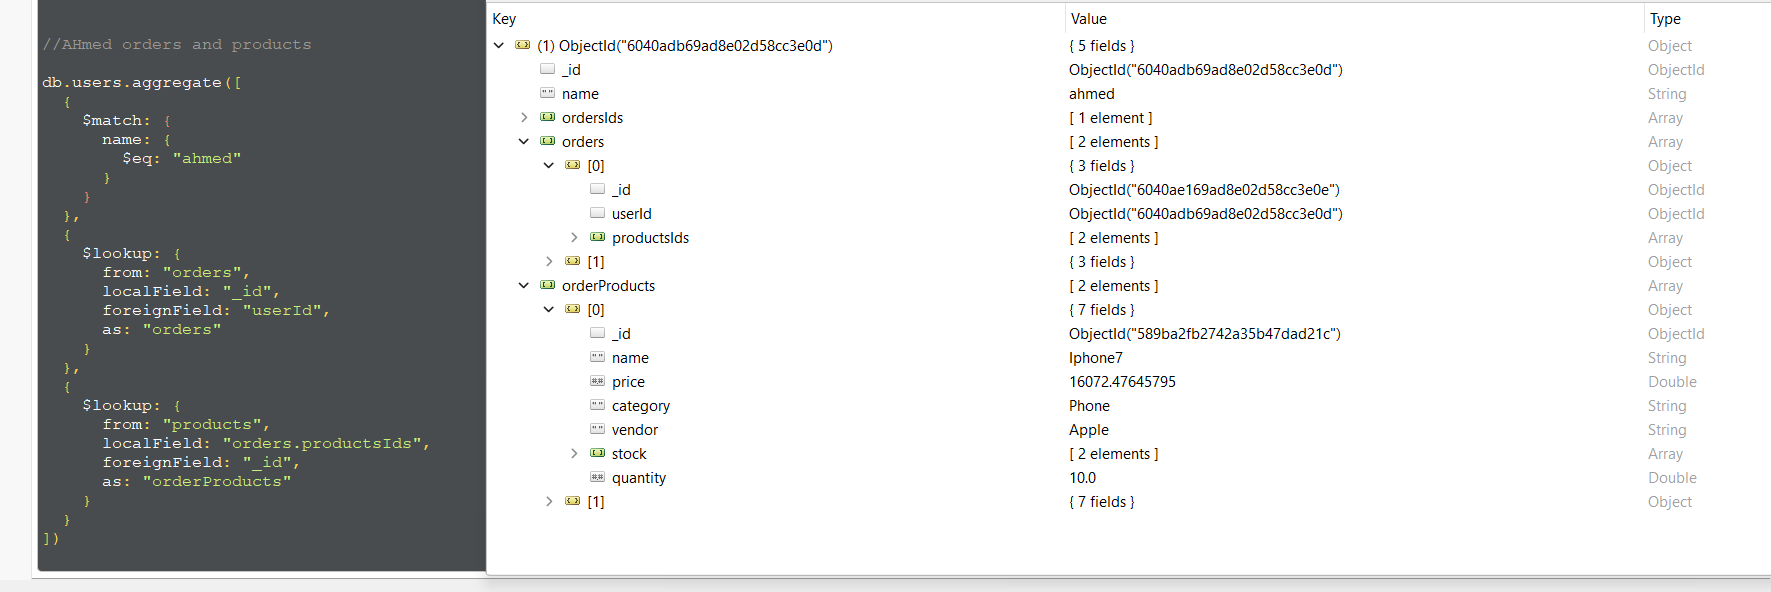 //AHmed orders and products
db.users.aggregate([
{
$match: {
name: {
$eq: "ahmed"
}
}
},
{
$lookup: {
from: "orders",
localField: "_id",
foreignField: "userId",
as: "orders"
}
},
{
$lookup: {
from: "products",
localField: "orders.productsIds",
foreignField: "_id",
as: "orderProducts"
}
}
])
Key Value Type
(1) ObjectId("6040adb69ad8e02d58cc3e0d") { 5 fields } Object
_id ObjectId("6040adb69ad8e02d58cc3e0d") ObjectId
name ahmed String
ordersIds [ 1 element ] Array
orders [ 2 elements ] Array
[0] { 3 fields } Object
_id ObjectId("6040ae169ad8e02d58cc3e0e") ObjectId
userId ObjectId("6040adb69ad8e02d58cc3e0d") ObjectId
productsIds [ 2 elements ] Array
[1] { 3 fields } Object
orderProducts [ 2 elements ] Array
[0] { 7 fields } Object
_id ObjectId("589ba2fb2742a35b47dad21c") ObjectId
name Iphone7 String
price 16072.47645795 Double
category Phone String
vendor Apple String
stock [ 2 elements ] Array
quantity 10.0 Double
[1] { 7 fields } Object